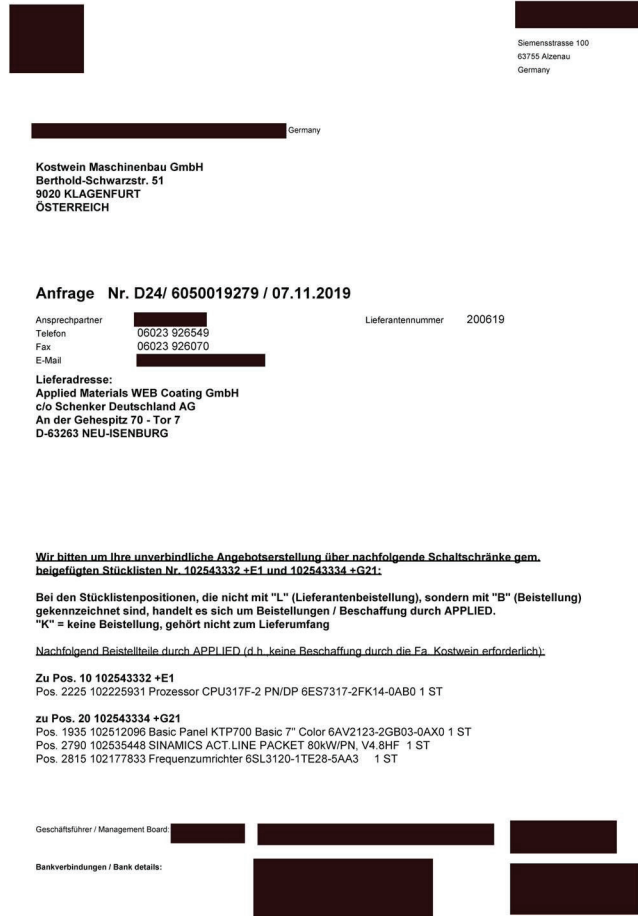 Siemensstrasse 100
63755 Alzenau
Germany
Germany
Kostwein Maschinenbau GmbH
Berthold-Schwarzstr. 51
9020 KLAGENFURT
ÖSTERREICH
Anfrage Nr. D24/ 6050019279 / 07.11.2019
Ansprechpartner
Lieferantennummer 200619
Telefon 06023 926549
Fax 06023 926070
E-Mail
Lieferadresse:
Applied Materials WEB Coating GmbH
c/o Schenker Deutschland AG
An der Gehespitz 70 - Tor 7
D-63263 NEU-ISENBURG
Wir bitten um Ihre unverbindliche Angebotserstellung über nachfolgende Schaltschränke gem.
beigefügten Stücklisten Nr. 102543332 +E1 und 102543334 +G21:
Bei den Stücklistenpositionen, die nicht mit "L" (Lieferantenbeistellung), sondern mit "B" (Beistellung)
gekennzeichnet sind, handelt es sich um Beistellungen / Beschaffung durch APPLIED.
"K" = keine Beistellung, gehört nicht zum Lieferumfang
Nachfolgend Beistellteile durch APPLIED (d.h.,keine Beschaffung durch die Fa. Kostwein erforderlich):
Zu Pos. 10 102543332 +E1
Pos. 2225 102225931 Prozessor CPU317F-2 PN/DP 6ES7317-2FK14-0AB0 1 ST
zu Pos. 20 102543334 +G21
Pos. 1935 102512096 Basic Panel KTP700 Basic 7" Color 6AV2123-2GB03-0AX0 1 ST
Pos. 2790 102535448 SINAMICS ACT.LINE PACKET 80kW/PN, V4.8HF 1 ST
Pos. 2815 102177833 Frequenzumrichter 6SL3120-1TE28-5AA3 1 ST
Geschäftsführer / Management Board:
Bankverbindungen / Bank details: